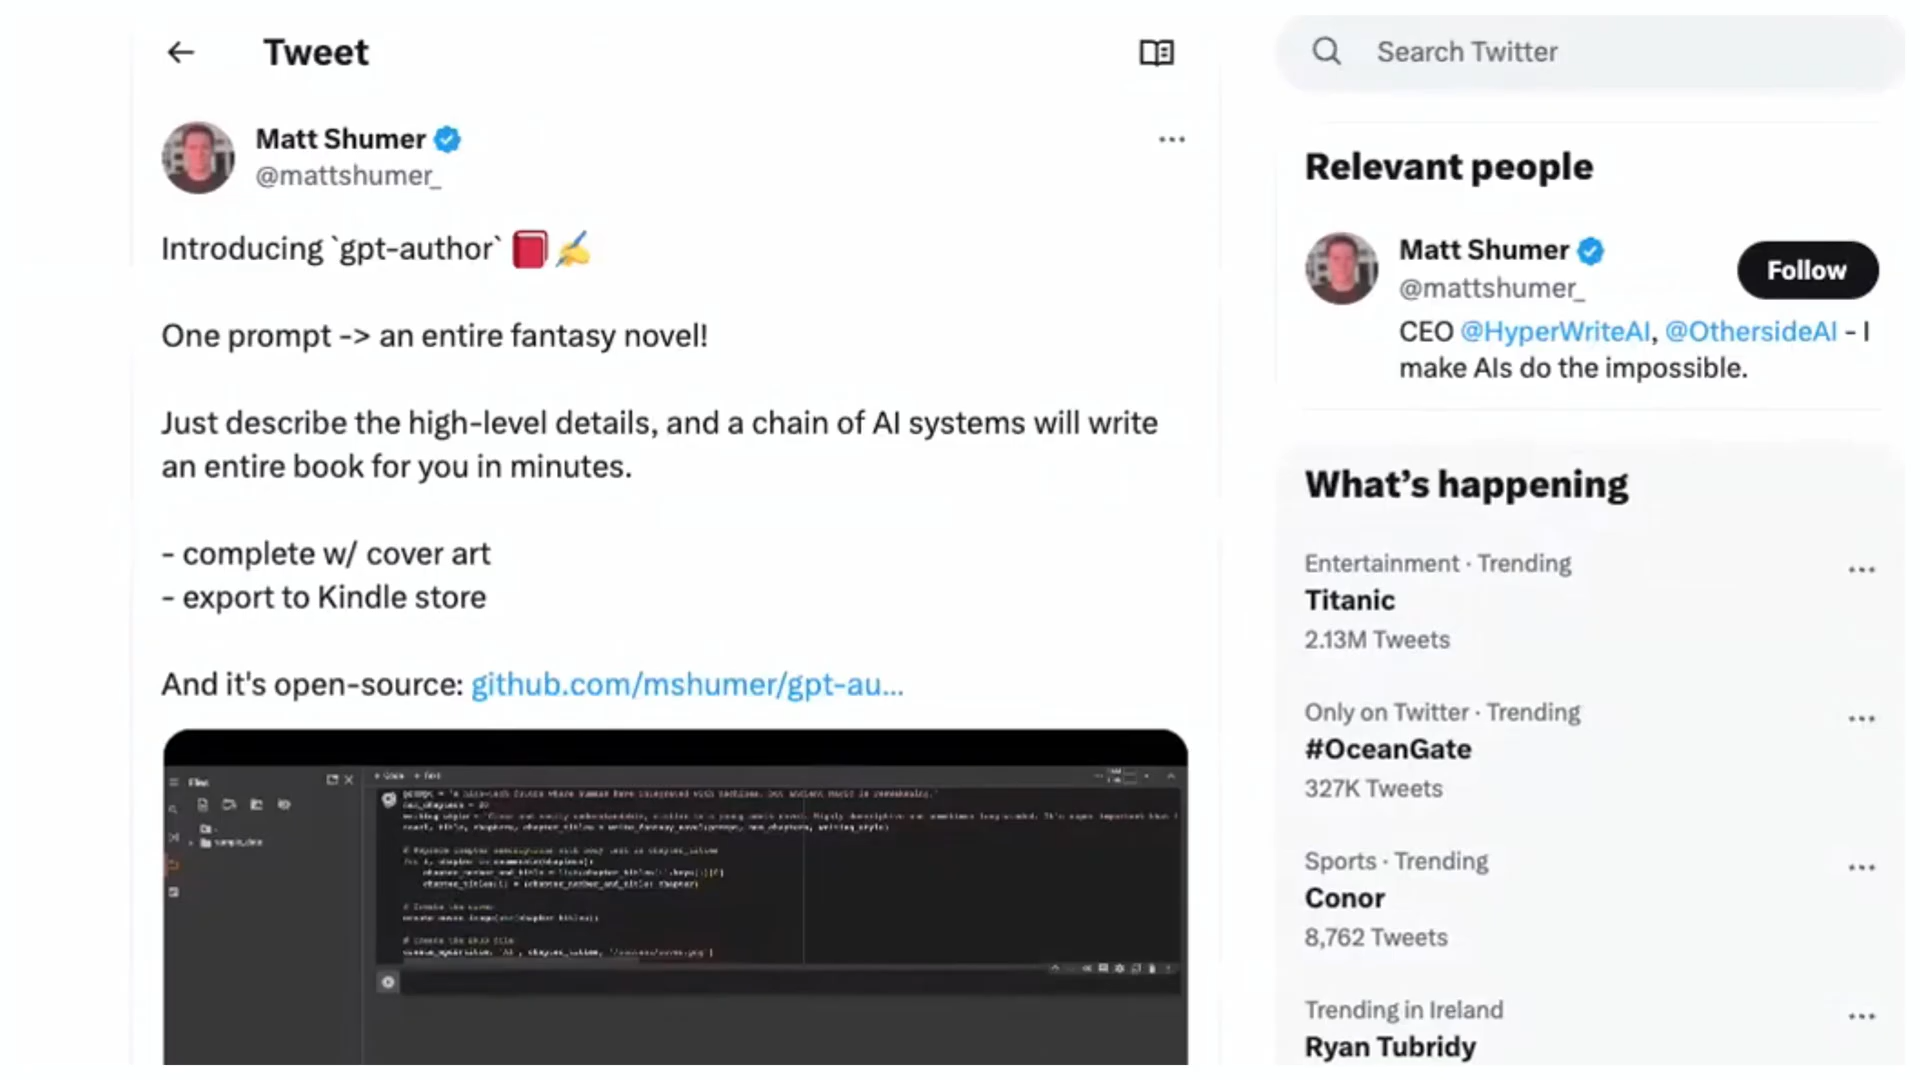 Tweet
Matt Shumer
@mattshumer_
Introducing `gpt-author` 📕✍️
One prompt -> an entire fantasy novel!
Just describe the high-level details, and a chain of AI systems will write
an entire book for you in minutes.
- complete w/ cover art
- export to Kindle store
And it's open-source: github.com/mshumer/gpt-au...
Files
+ Code + Text
sample_data
Search Twitter
Relevant people
Matt Shumer
@mattshumer_
Follow
CEO @HyperWriteAI, @OthersideAI - I
make AIs do the impossible.
What’s happening
Entertainment · Trending
Titanic
2.13M Tweets
Only on Twitter · Trending
#OceanGate
327K Tweets
Sports · Trending
Conor
8,762 Tweets
Trending in Ireland
Ryan Tubridy